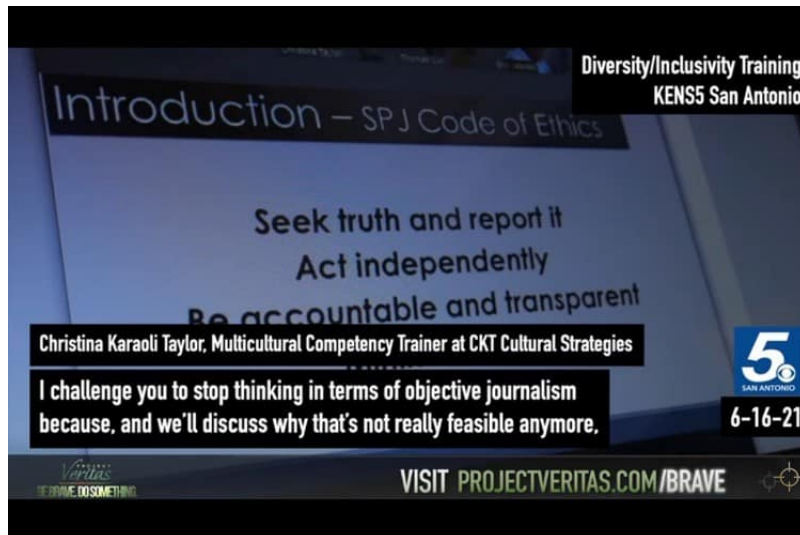 Diversity/Inclusivity Training
KENS5 San Antonio
Introduction – SPJ Code of Ethics
Seek truth and report it
Act independently
Be accountable and transparent
Christina Karaoli Taylor, Multicultural Competency Trainer at CKT Cultural Strategies
I challenge you to stop thinking in terms of objective journalism
because, and we'll discuss why that's not really feasible anymore,
5
SAN ANTONIO
6-16-21
PROJECT
Veritas
BE BRAVE. DO SOMETHING.
VISIT PROJECTVERITAS.COM/BRAVE